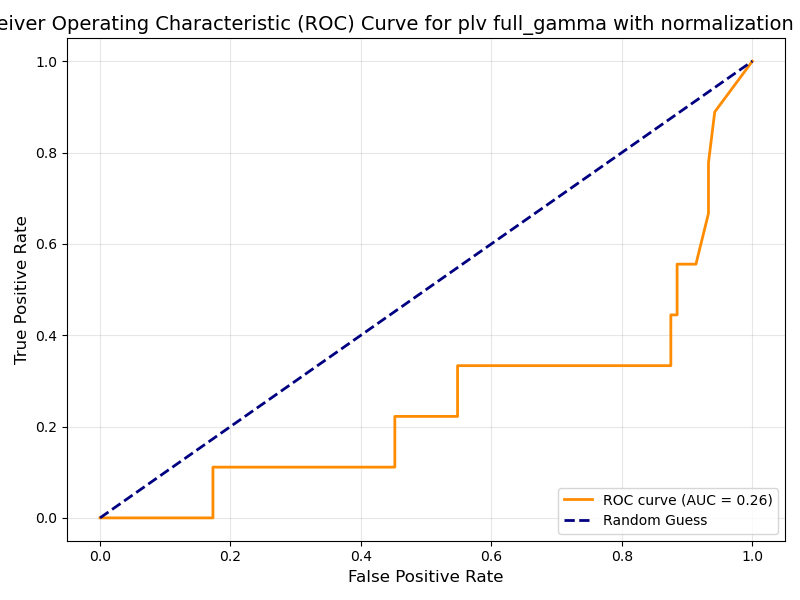 eiver Operating Characteristic (ROC) Curve for plv full_gamma with normalization
1.0
0.8
0.6
0.4
0.2
0.0
True Positive Rate
0.0 0.2 0.4 0.6 0.8 1.0
False Positive Rate
ROC curve (AUC = 0.26)
Random Guess